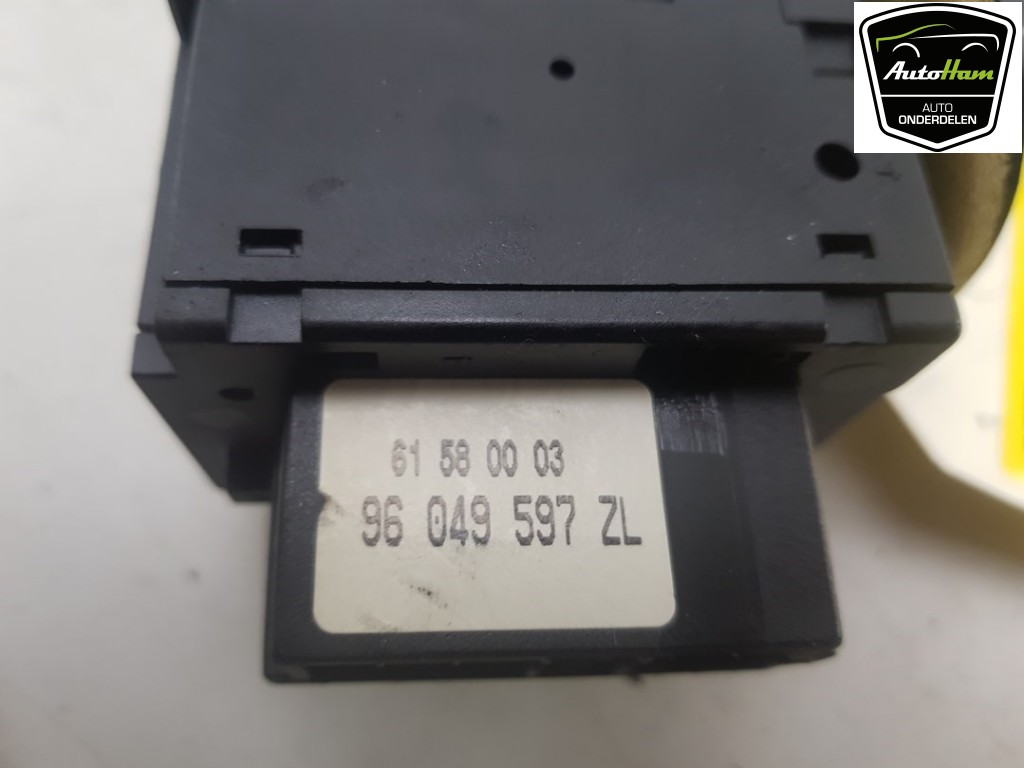 AutoHam
AUTO
ONDERDELEN
61 58 00 03
96 049 597 ZL